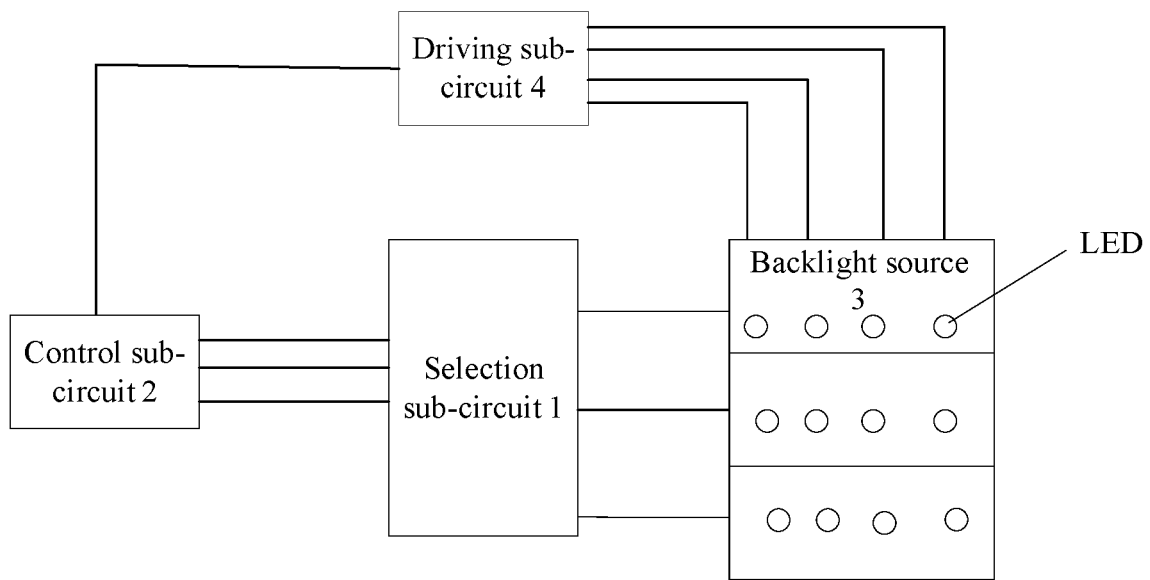 Driving sub-
circuit 4
LED
Backlight source
3
Control sub-
circuit 2
Selection
sub-circuit 1